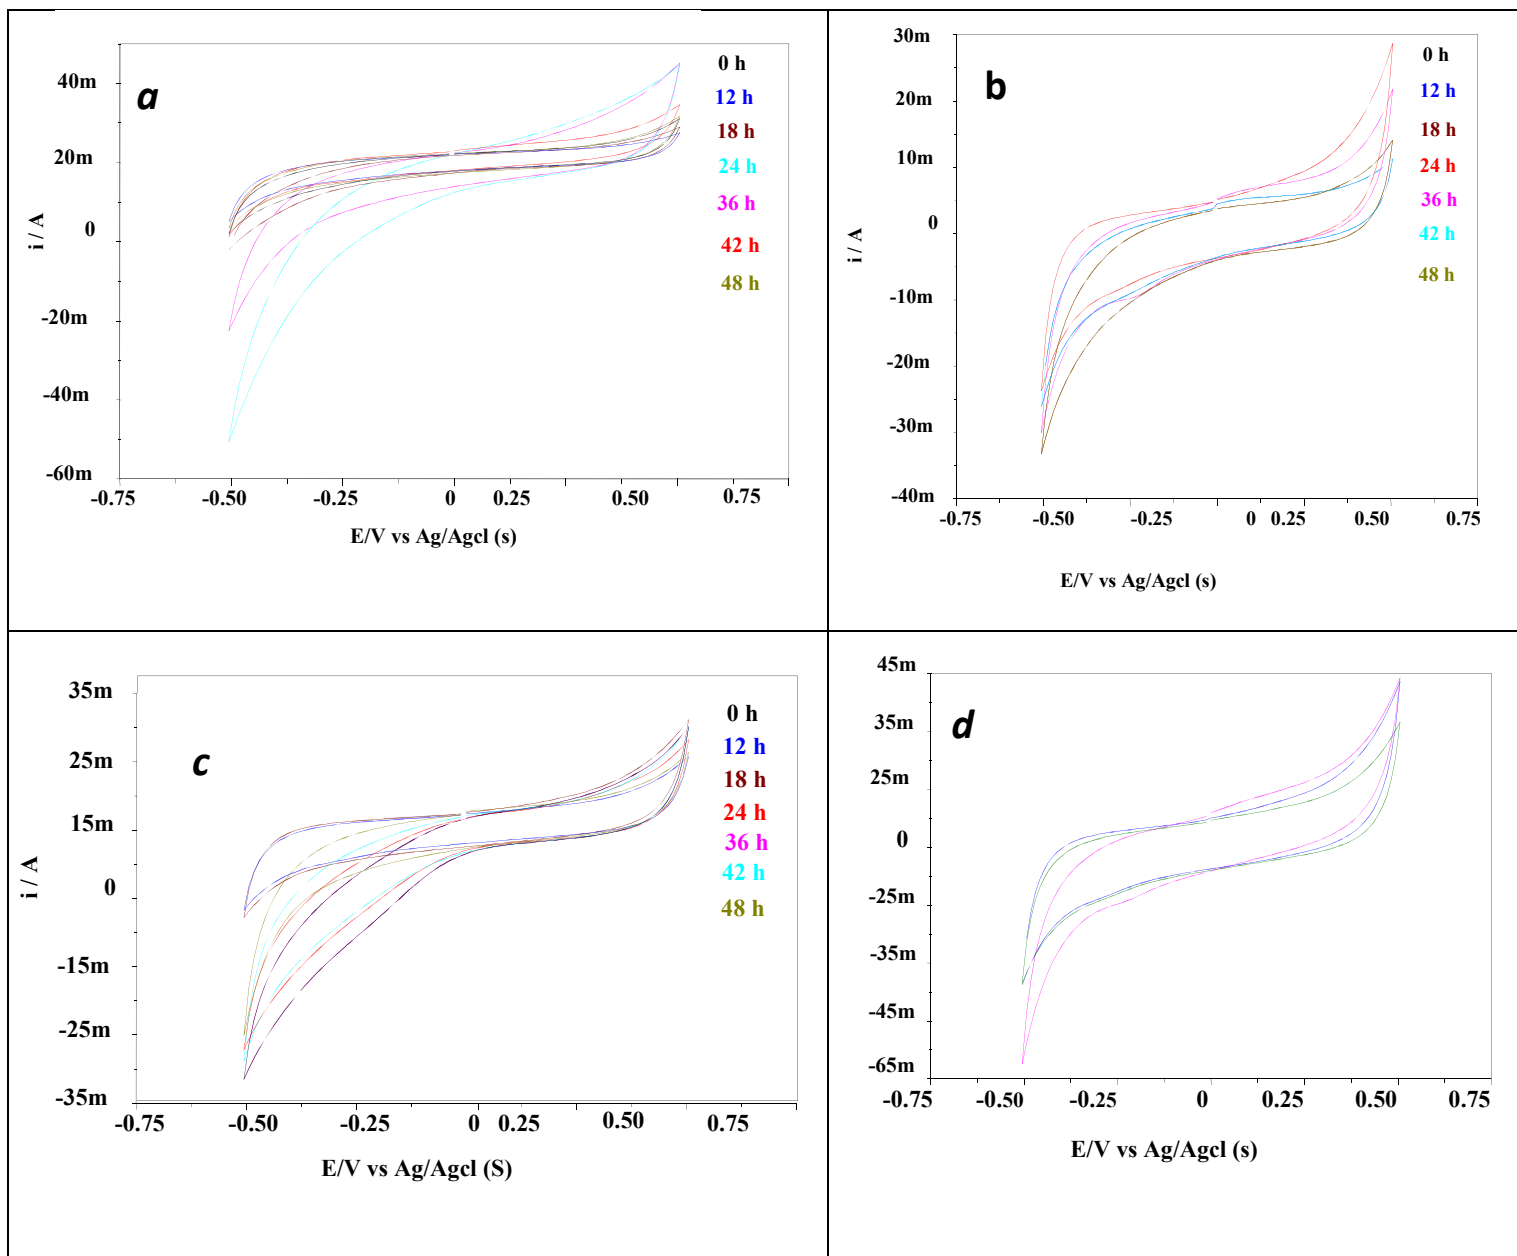 a
40m
20m
0
-20m
-40m
-60m
i / A
-0.75
-0.50
-0.25
0
0.25
0.50
0.75
E/V vs Ag/Agcl (s)
0 h
12 h
18 h
24 h
36 h
42 h
48 h
b
30m
20m
10m
0
-10m
-20m
-30m
-40m
i / A
-0.75
-0.50
-0.25
0
0.25
0.50
0.75
E/V vs Ag/Agcl (s)
0 h
12 h
18 h
24 h
36 h
42 h
48 h
c
35m
25m
15m
0
-15m
-25m
-35m
i / A
-0.75
-0.50
-0.25
0
0.25
0.50
0.75
E/V vs Ag/Agcl (S)
0 h
12 h
18 h
24 h
36 h
42 h
48 h
d
45m
35m
25m
0
-25m
-35m
-45m
-65m
-0.75
-0.50
-0.25
0
0.25
0.50
0.75
E/V vs Ag/Agcl (s)